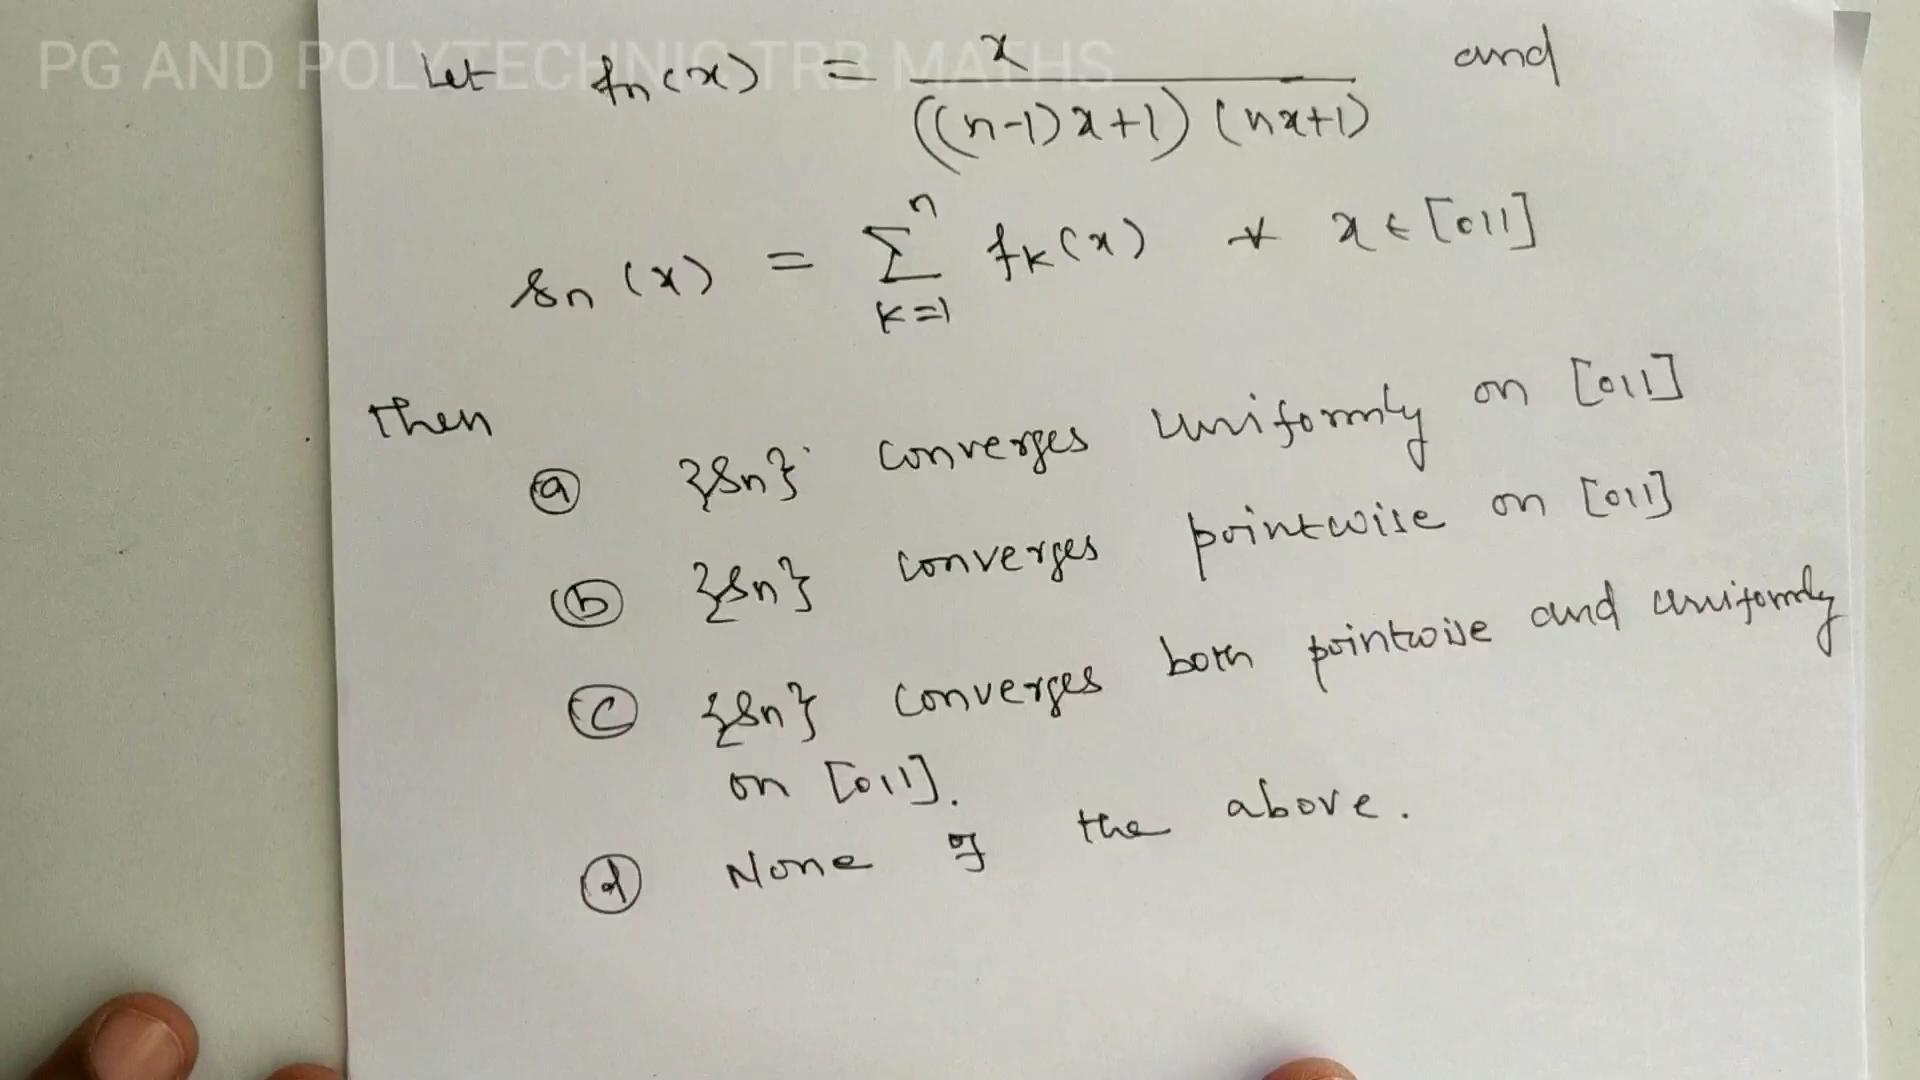 PG AND POLYTECHNIC TRB MATHS
Let fn(x) = x / ((n-1)x+1) (nx+1) and
sn(x) = n Σ k=1 fk(x) ∀ x ∈ [0,1]
Then
(a) {sn} converges uniformly on [0,1]
(b) {sn} converges pointwise on [0,1]
(c) {sn} converges both pointwise and uniformly
on [0,1].
(d) None of the above.